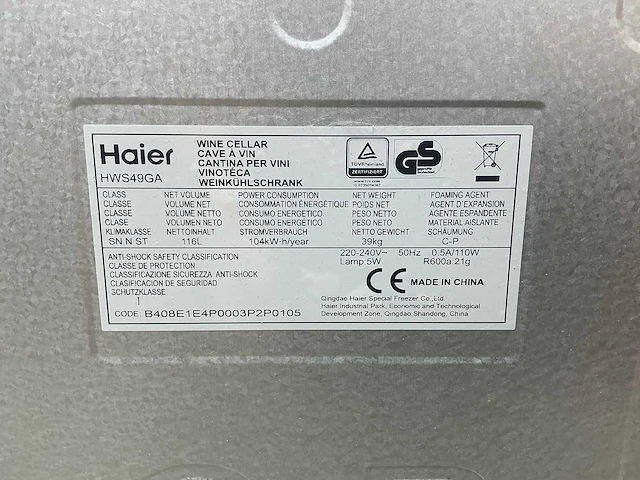 Haier
HWS49GA
WINE CELLAR
CAVE À VIN
CANTINA PER VINI
VINOTÉCA
WEINKÜHLSCHRANK
TÜVRheinland
ZERTIFIZIERT
GS
CLASS NET VOLUME POWER CONSUMPTION NET WEIGHT FOAMING AGENT
CLASSE VOLUME NET CONSOMMATION ÉNERGÉTIQUE POIDS NET AGENT D'EXPANSION
CLASSE VOLUME NETTO CONSUMO ENERGETICO PESO NETTO AGENTE ESPANDENTE
CLASE VOLUMEN NETO CONSUMO ENERGÉTICO PESO NETO MATERIAL AISLANTE
KLIMAKLASSE NETTOINHALT STROMVERBRAUCH NETTO GEWICHT SCHÄUMUNG
SN N ST 116L 104kW·h/year 39kg C-P
ANTI-SHOCK SAFETY CLASSIFICATION
CLASSE DE PROTECTION
CLASSIFICAZIONE SICUREZZA ANTI-SHOCK
CLASIFICACION DE SEGURIDAD
SCHUTZKLASSE
I
220-240V~ 50Hz 0.5A/110W
Lamp 5W R600a:21g
CE MADE IN CHINA
Qingdao Haier Special Freezer Co.,Ltd.
Haier Industrial Pack, Economic and Technological
Development Zone, Qingdao,Shandong, China
CODE: B408E1E4P0003P2P0105